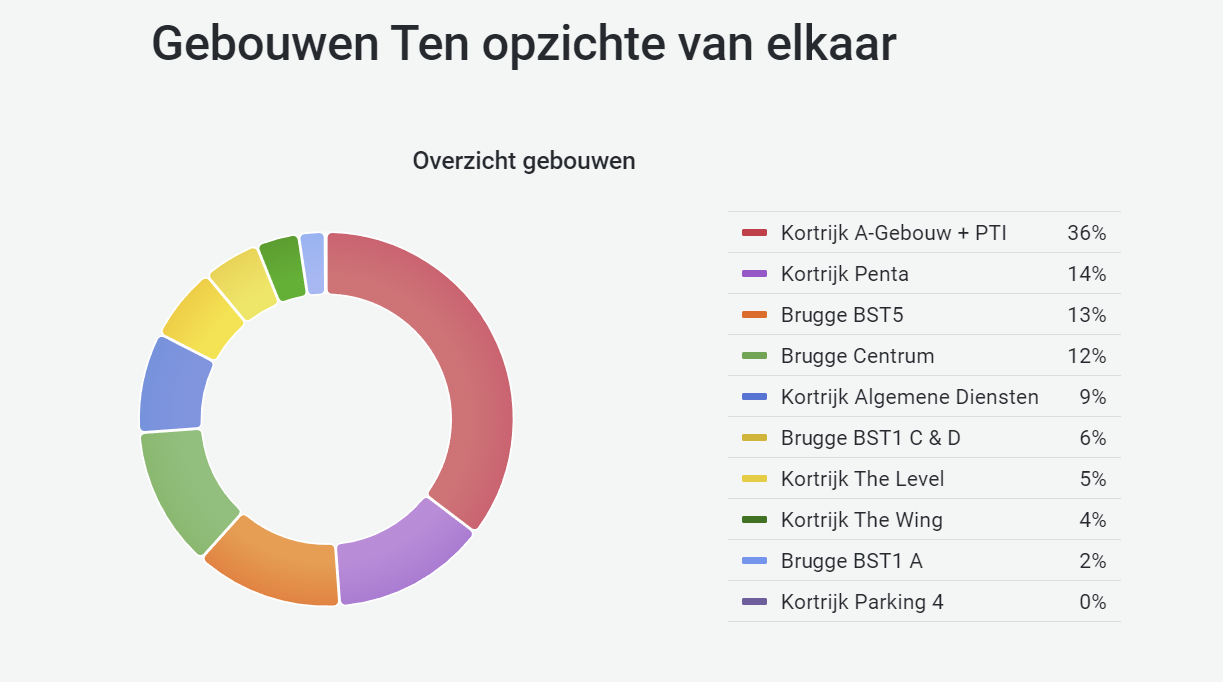 Gebouwen Ten opzichte van elkaar
Overzicht gebouwen
Kortrijk A-Gebouw + PTI 36%
Kortrijk Penta 14%
Brugge BST5 13%
Brugge Centrum 12%
Kortrijk Algemene Diensten 9%
Brugge BST1 C & D 6%
Kortrijk The Level 5%
Kortrijk The Wing 4%
Brugge BST1 A 2%
Kortrijk Parking 4 0%